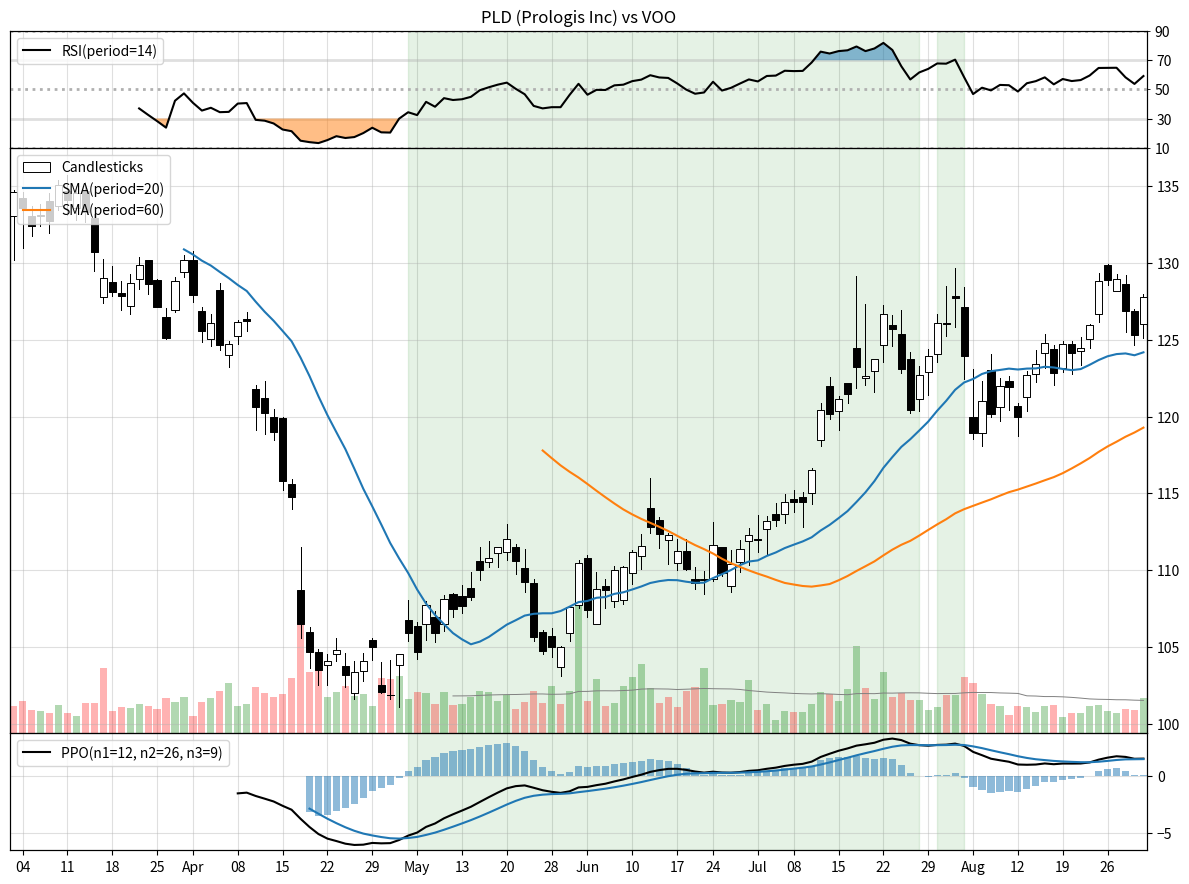 PLD (Prologis Inc) vs VOO
RSI(period=14)
90
70
50
30
10
Candlesticks
SMA(period=20)
SMA(period=60)
135
130
125
120
115
110
105
100
PPO(n1=12, n2=26, n3=9)
0
−5
04 11 18 25 Apr 08 15 22 29 May 13 20 28 Jun 10 17 24 Jul 08 15 22 29 Aug 12 19 26